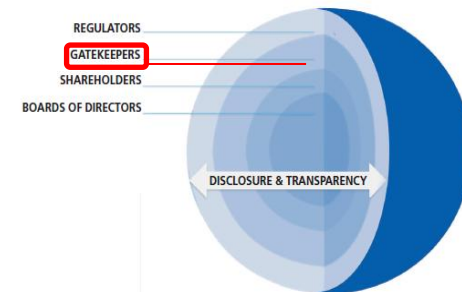 REGULATORS
GATEKEEPERS
SHAREHOLDERS
BOARDS OF DIRECTORS
DISCLOSURE & TRANSPARENCY